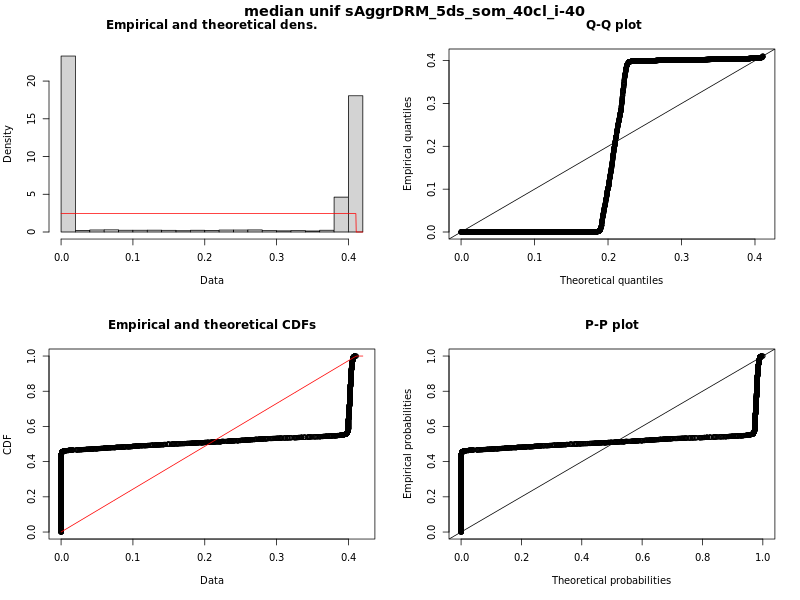 median unif sAggrDRM_5ds_som_40cl_i-40
Empirical and theoretical dens.
Density
0 5 10 15 20
0.0 0.1 0.2 0.3 0.4
Data
Q-Q plot
Empirical quantiles
0.0 0.1 0.2 0.3 0.4
0.0 0.1 0.2 0.3 0.4
Theoretical quantiles
Empirical and theoretical CDFs
CDF
0.0 0.2 0.4 0.6 0.8 1.0
0.0 0.1 0.2 0.3 0.4
Data
P-P plot
Empirical probabilities
0.0 0.2 0.4 0.6 0.8 1.0
0.0 0.2 0.4 0.6 0.8 1.0
Theoretical probabilities